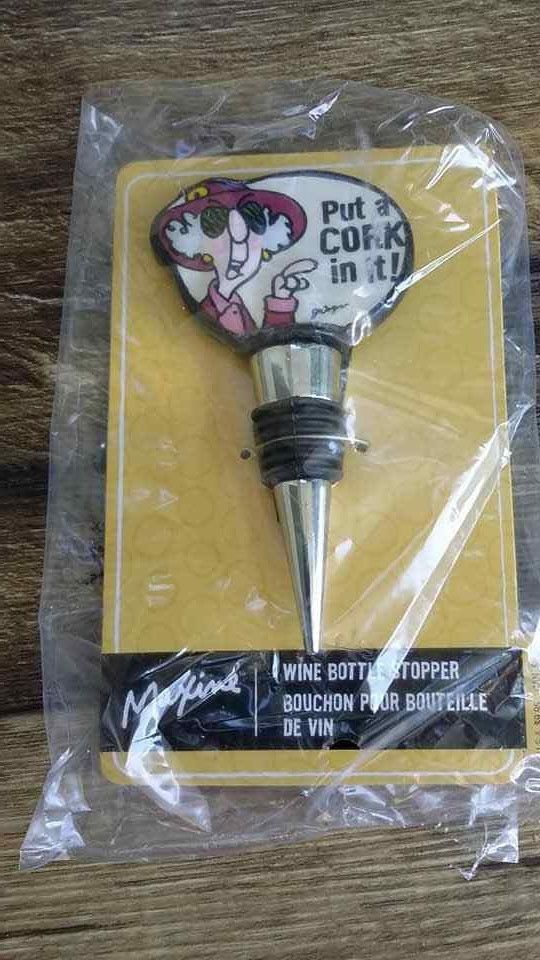 Put a
CORK
in it!
Maxine
WINE BOTTLE STOPPER
BOUCHON POUR BOUTEILLE
DE VIN